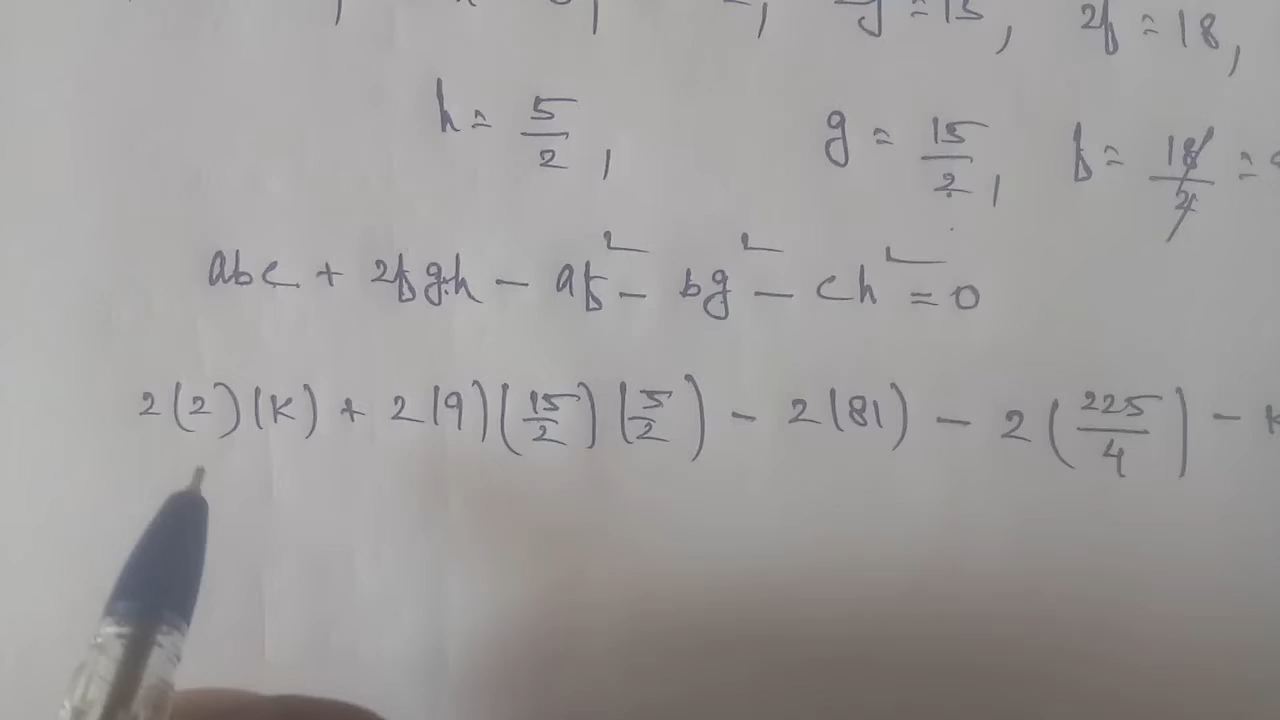 g = 15, 2f = 18,
h = 5/2, g = 15/2, f = 18/2 =
abc + 2fgh - af² - bg² - ch² = 0
2(2)(K) + 2(9)(15/2)(5/2) - 2(81) - 2(225/4) -